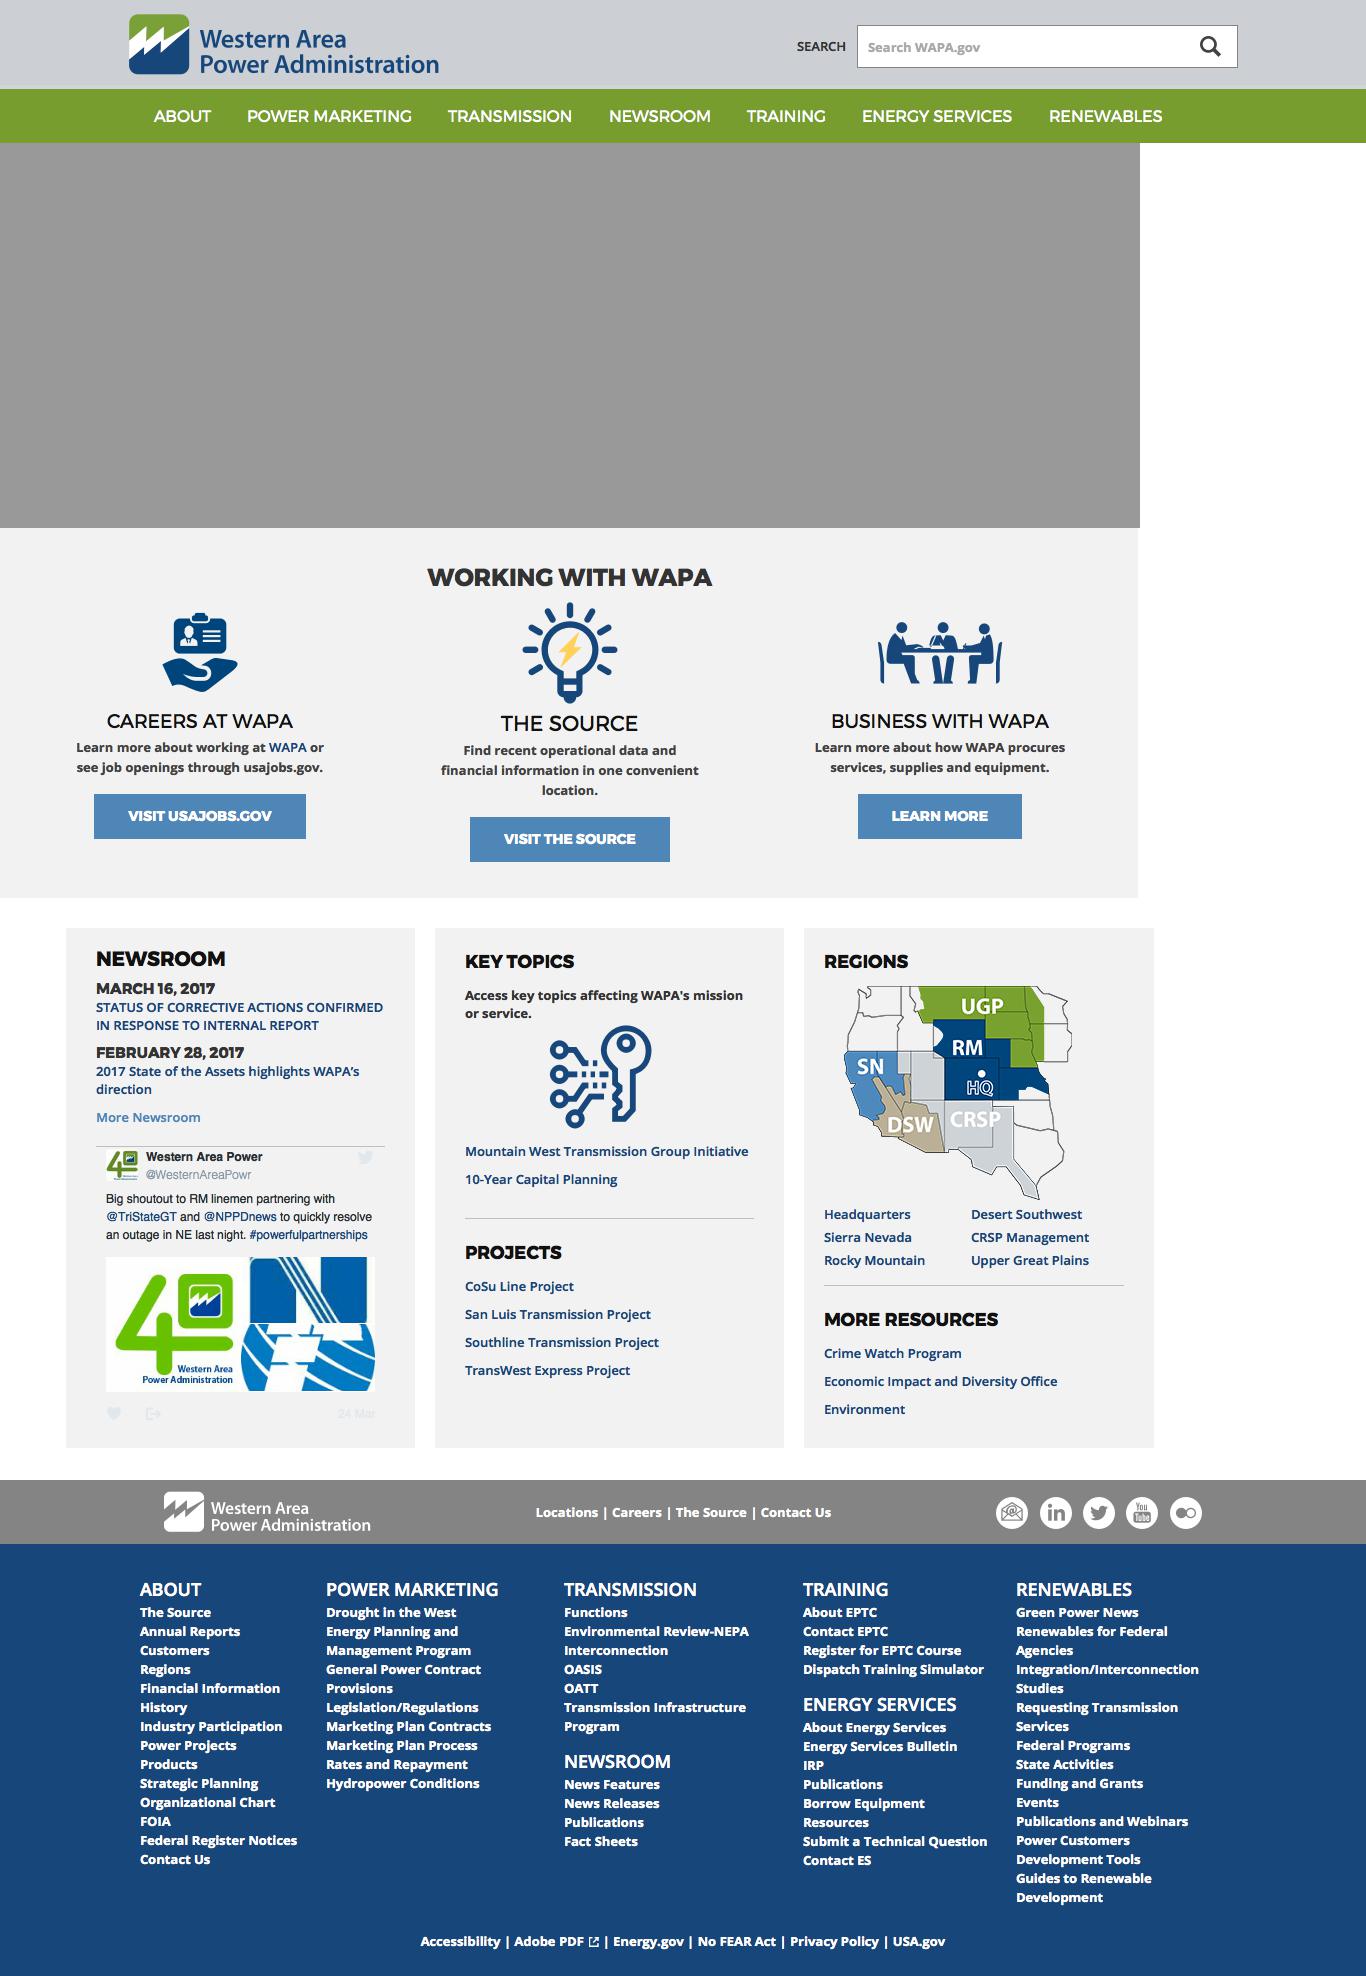 Western Area
Power Administration
SEARCH
Search WAPA.gov
ABOUT POWER MARKETING TRANSMISSION NEWSROOM TRAINING ENERGY SERVICES RENEWABLES
WORKING WITH WAPA
CAREERS AT WAPA
Learn more about working at WAPA or
see job openings through usajobs.gov.
VISIT USAJOBS.GOV
THE SOURCE
Find recent operational data and
financial information in one convenient
location.
VISIT THE SOURCE
BUSINESS WITH WAPA
Learn more about how WAPA procures
services, supplies and equipment.
LEARN MORE
NEWSROOM
MARCH 16, 2017
STATUS OF CORRECTIVE ACTIONS CONFIRMED
IN RESPONSE TO INTERNAL REPORT
FEBRUARY 28, 2017
2017 State of the Assets highlights WAPA's
direction
More Newsroom
Western Area Power
@WesternAreaPowr
Big shoutout to RM linemen partnering with
@TriStateGT and @NPPDnews to quickly resolve
an outage in NE last night. #powerfulpartnerships
40
Western Area
Power Administration
24 Mar
KEY TOPICS
Access key topics affecting WAPA's mission
or service.
Mountain West Transmission Group Initiative
10-Year Capital Planning
PROJECTS
CoSu Line Project
San Luis Transmission Project
Southline Transmission Project
TransWest Express Project
REGIONS
UGP
RM
SN
HQ
DSW
CRSP
Headquarters
Sierra Nevada
Rocky Mountain
Desert Southwest
CRSP Management
Upper Great Plains
MORE RESOURCES
Crime Watch Program
Economic Impact and Diversity Office
Environment
Western Area
Power Administration
Locations | Careers | The Source | Contact Us
in
You
Tube
ABOUT
The Source
Annual Reports
Customers
Regions
Financial Information
History
Industry Participation
Power Projects
Products
Strategic Planning
Organizational Chart
FOIA
Federal Register Notices
Contact Us
POWER MARKETING
Drought in the West
Energy Planning and
Management Program
General Power Contract
Provisions
Legislation/Regulations
Marketing Plan Contracts
Marketing Plan Process
Rates and Repayment
Hydropower Conditions
TRANSMISSION
Functions
Environmental Review-NEPA
Interconnection
OASIS
OATT
Transmission Infrastructure
Program
NEWSROOM
News Features
News Releases
Publications
Fact Sheets
TRAINING
About EPTC
Contact EPTC
Register for EPTC Course
Dispatch Training Simulator
ENERGY SERVICES
About Energy Services
Energy Services Bulletin
IRP
Publications
Borrow Equipment
Resources
Submit a Technical Question
Contact ES
RENEWABLES
Green Power News
Renewables for Federal
Agencies
Integration/Interconnection
Studies
Requesting Transmission
Services
Federal Programs
State Activities
Funding and Grants
Events
Publications and Webinars
Power Customers
Development Tools
Guides to Renewable
Development
Accessibility | Adobe PDF | Energy.gov | No FEAR Act | Privacy Policy | USA.gov